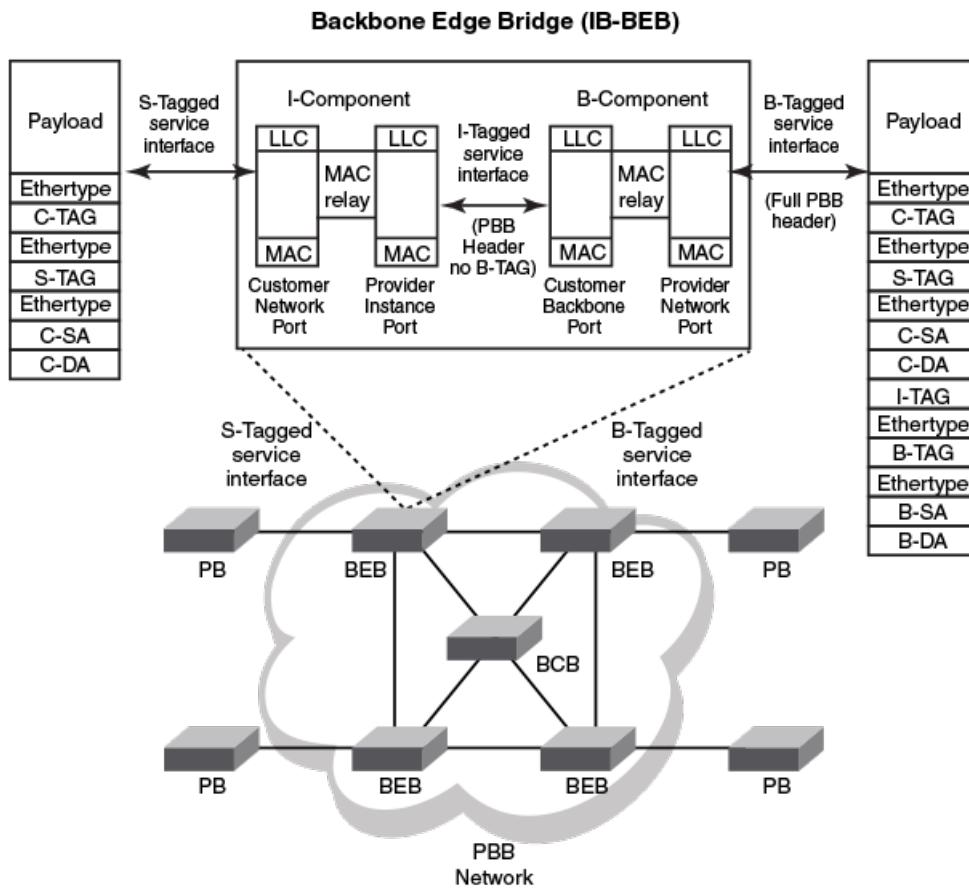 Backbone Edge Bridge (IB-BEB)
Payload
Ethertype
C-TAG
Ethertype
S-TAG
Ethertype
C-SA
C-DA
S-Tagged
service
interface
I-Component
LLC
LLC
MAC
relay
MAC
MAC
Customer
Network
Port
Provider
Instance
Port
I-Tagged
service
interface
(PBB
Header
no B-TAG)
B-Component
LLC
LLC
MAC
relay
MAC
MAC
Customer
Backbone
Port
Provider
Network
Port
B-Tagged
service
interface
(Full PBB
header)
Payload
Ethertype
C-TAG
Ethertype
S-TAG
Ethertype
C-SA
C-DA
I-TAG
Ethertype
B-TAG
Ethertype
B-SA
B-DA
S-Tagged
service
interface
B-Tagged
service
interface
PB
BEB
BEB
PB
BCB
PB
BEB
BEB
PB
PBB
Network